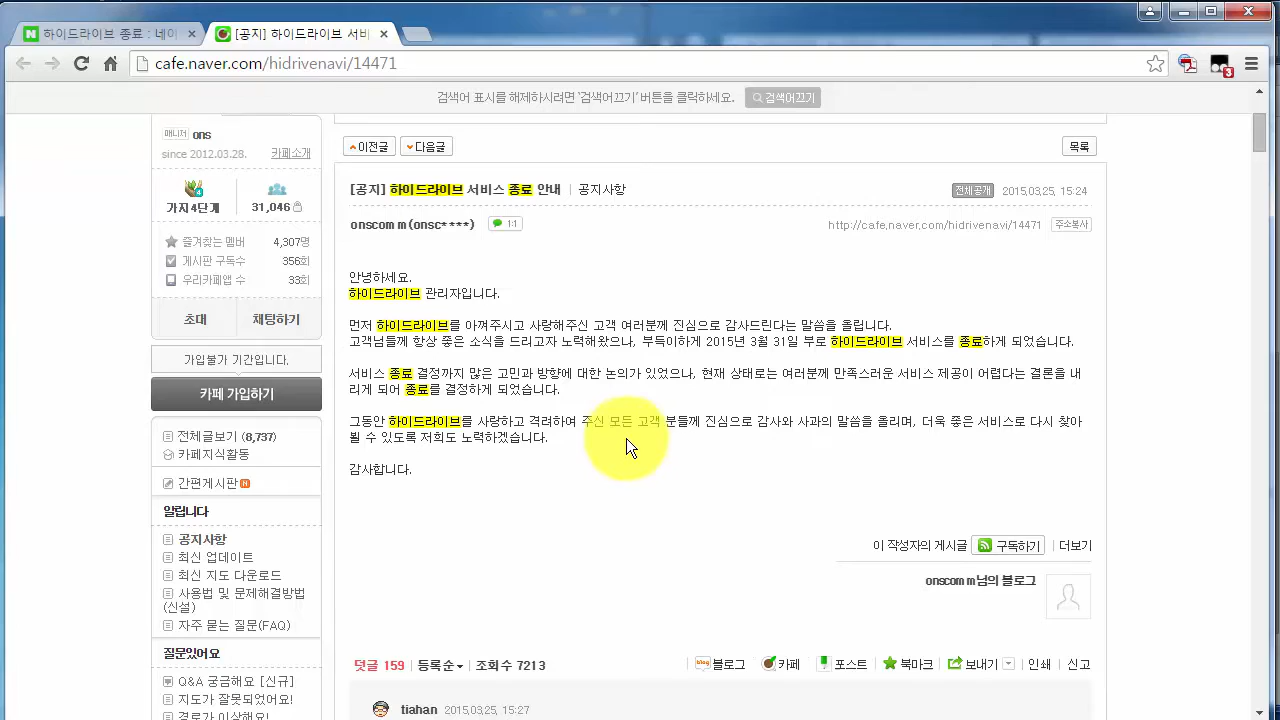 하이드라이브 종료 : 네이
[공지] 하이드라이브 서비
cafe.naver.com/hidrivenavi/14471
3
검색어 표시를 해제하시려면 '검색어끄기' 버튼을 클릭하세요. 검색어끄기
매니저 ons
since 2012.03.28. 카페소개
4
가지4단계 31,046
즐겨찾는 멤버 4,307명
게시판 구독수 356회
우리카페앱 수 33회
초대 채팅하기
가입불가 기간입니다.
카페 가입하기
전체글보기 (8,737)
카페지식활동
간편게시판 N
알립니다
공지사항
최신 업데이트
최신 지도 다운로드
사용법 및 문제해결방법
(신설)
자주 묻는 질문(FAQ)
질문있어요
Q&A 궁금해요 [신규]
지도가 잘못되었어요!
경로가 이상해요!
이전글 다음글 목록
[공지] 하이드라이브 서비스 종료 안내 | 공지사항 전체공개 2015.03.25. 15:24
onscomm(onsc****) 1:1 http://cafe.naver.com/hidrivenavi/14471 주소복사
안녕하세요.
하이드라이브 관리자입니다.
먼저 하이드라이브를 아껴주시고 사랑해주신 고객 여러분께 진심으로 감사드린다는 말씀을 올립니다.
고객님들께 항상 좋은 소식을 드리고자 노력해왔으나, 부득이하게 2015년 3월 31일 부로 하이드라이브 서비스를 종료하게 되었습니다.
서비스 종료 결정까지 많은 고민과 방향에 대한 논의가 있었으나, 현재 상태로는 여러분께 만족스러운 서비스 제공이 어렵다는 결론을 내
리게 되어 종료를 결정하게 되었습니다.
그동안 하이드라이브를 사랑하고 격려하여 주신 모든 고객 분들께 진심으로 감사와 사과의 말씀을 올리며, 더욱 좋은 서비스로 다시 찾아
뵐 수 있도록 저희도 노력하겠습니다.
감사합니다.
이 작성자의 게시글 구독하기 | 더보기
onscomm님의 블로그
덧글 159 | 등록순 | 조회수 7213 blog 블로그 카페 포스트 북마크 보내기 인쇄 신고
tiahan 2015.03.25. 15:27